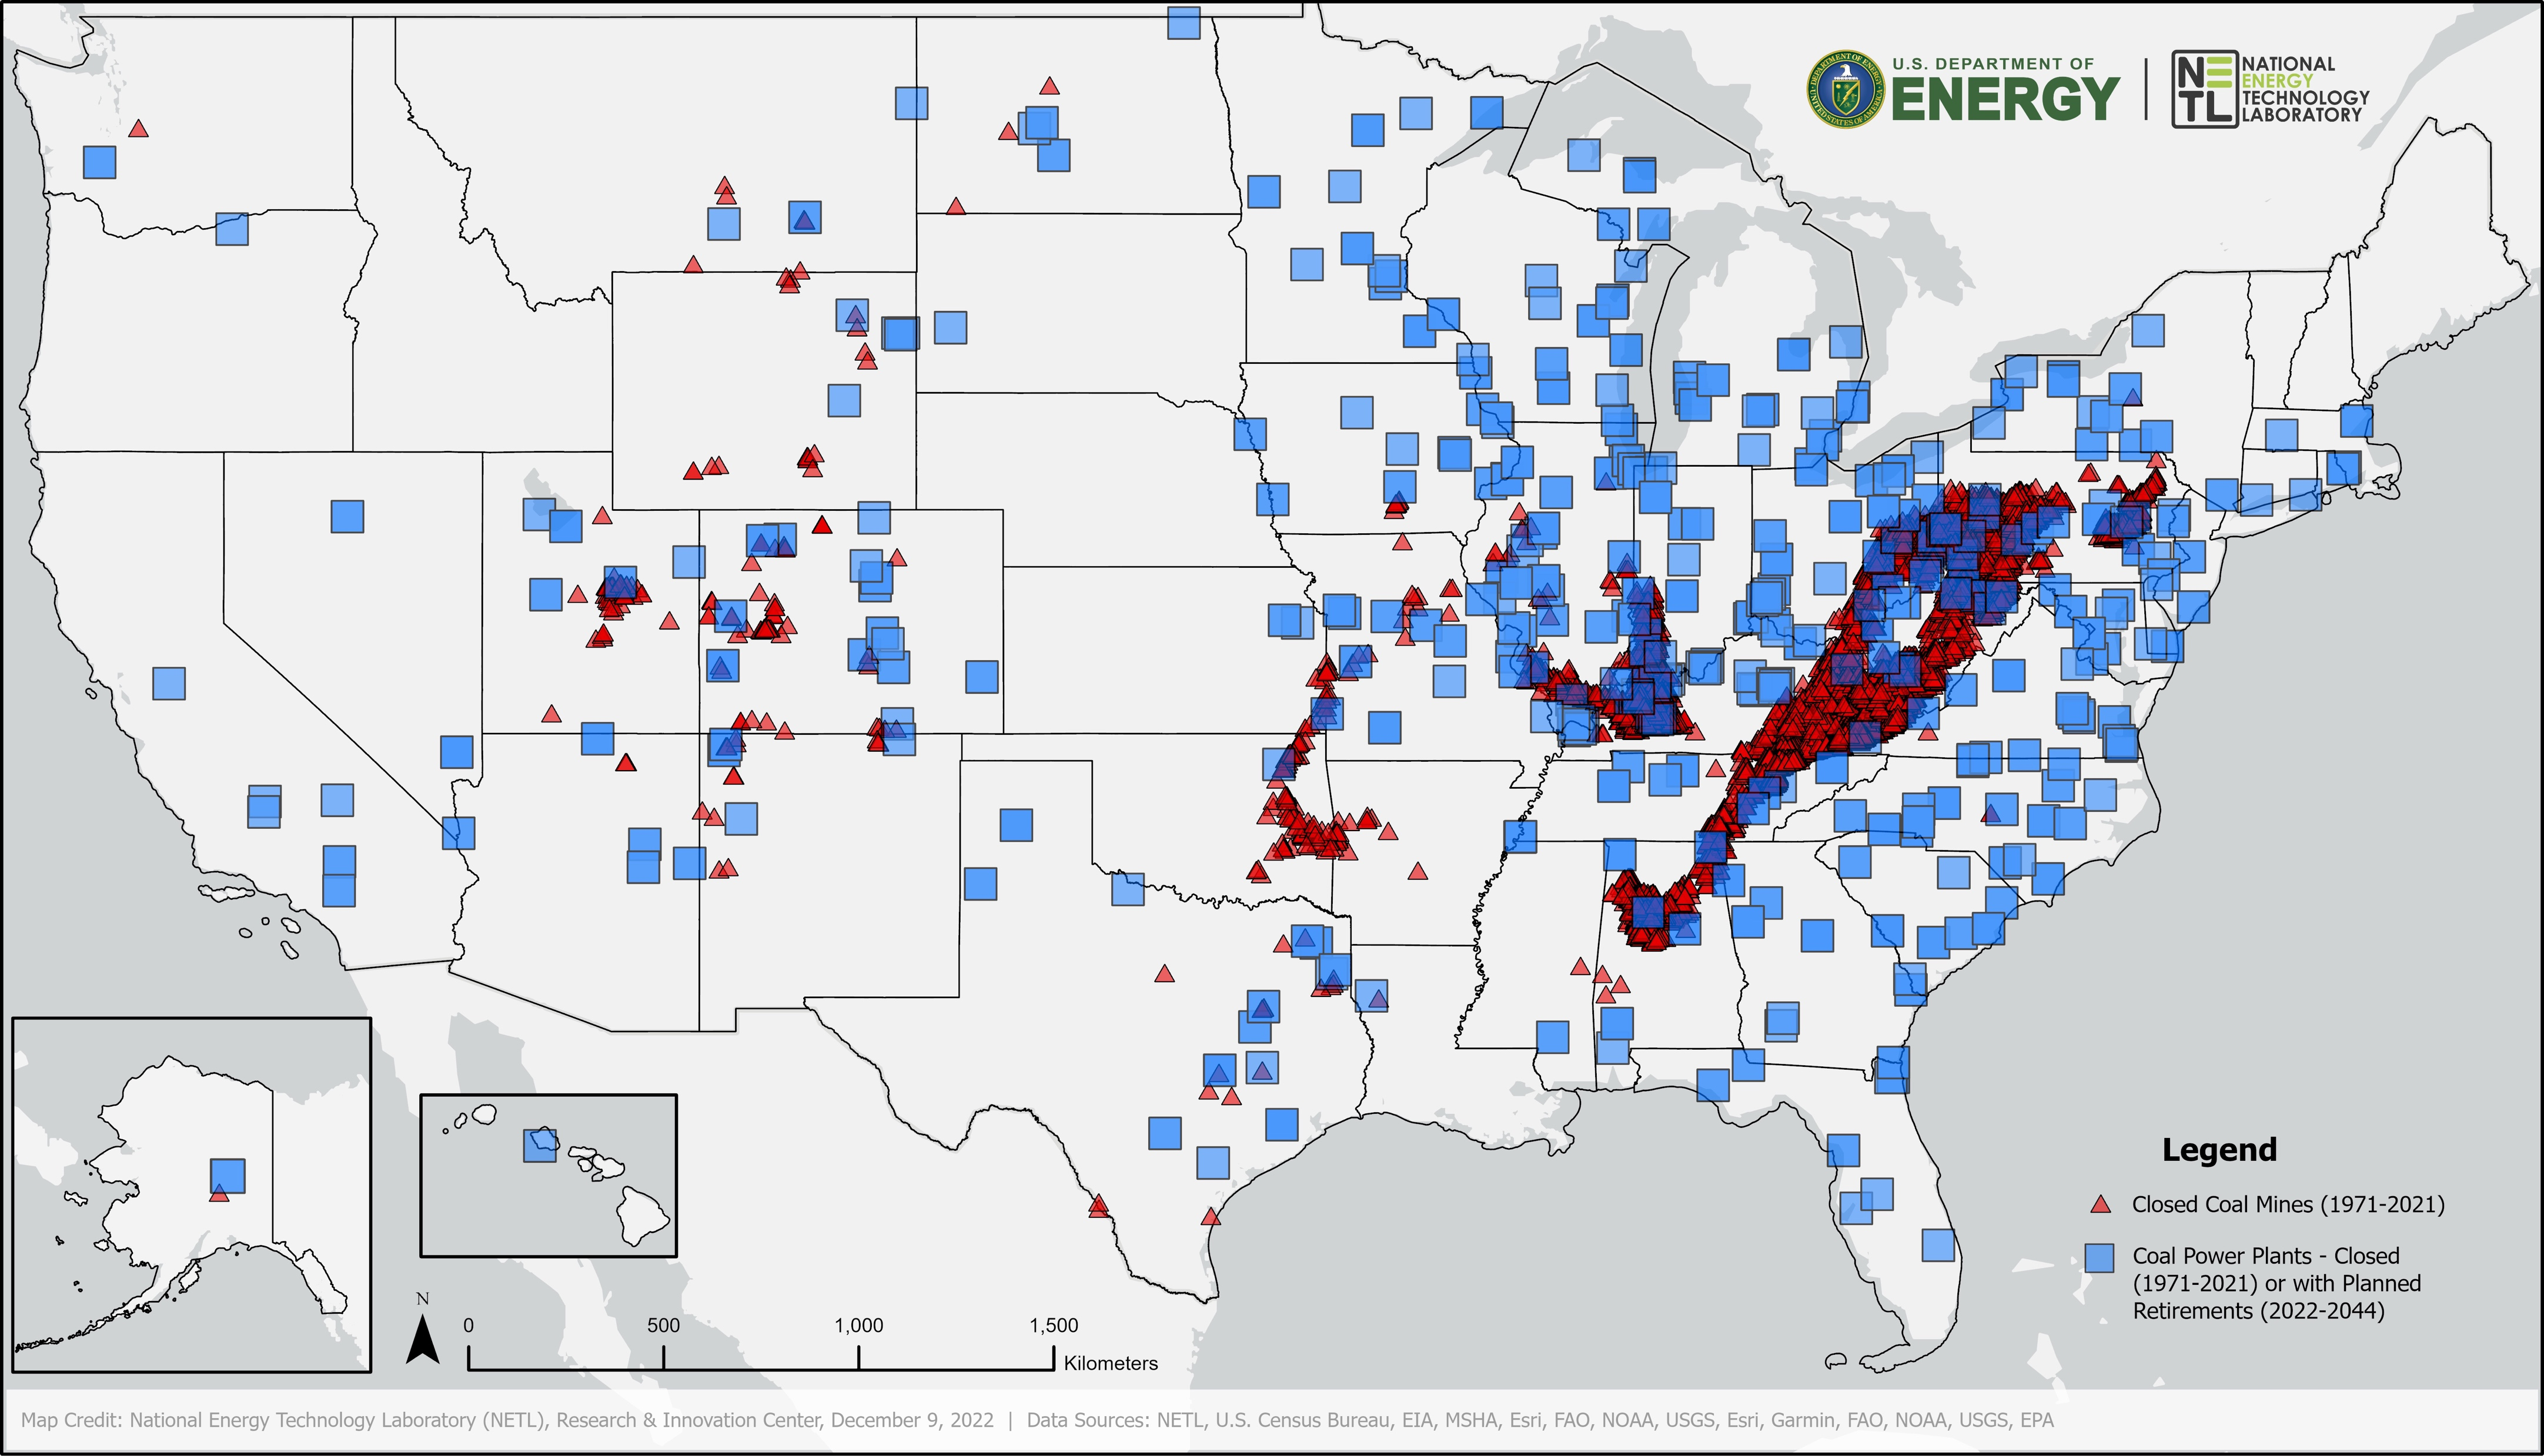 U.S. DEPARTMENT OF
ENERGY
NE
TL
NATIONAL
ENERGY
TECHNOLOGY
LABORATORY
Legend
Closed Coal Mines (1971-2021)
Coal Power Plants - Closed
(1971-2021) or with Planned
Retirements (2022-2044)
N
0 500 1,000 1,500
Kilometers
Map Credit: National Energy Technology Laboratory (NETL), Research & Innovation Center, December 9, 2022 | Data Sources: NETL, U.S. Census Bureau, EIA, MSHA, Esri, FAO, NOAA, USGS, Esri, Garmin, FAO, NOAA, USGS, EPA